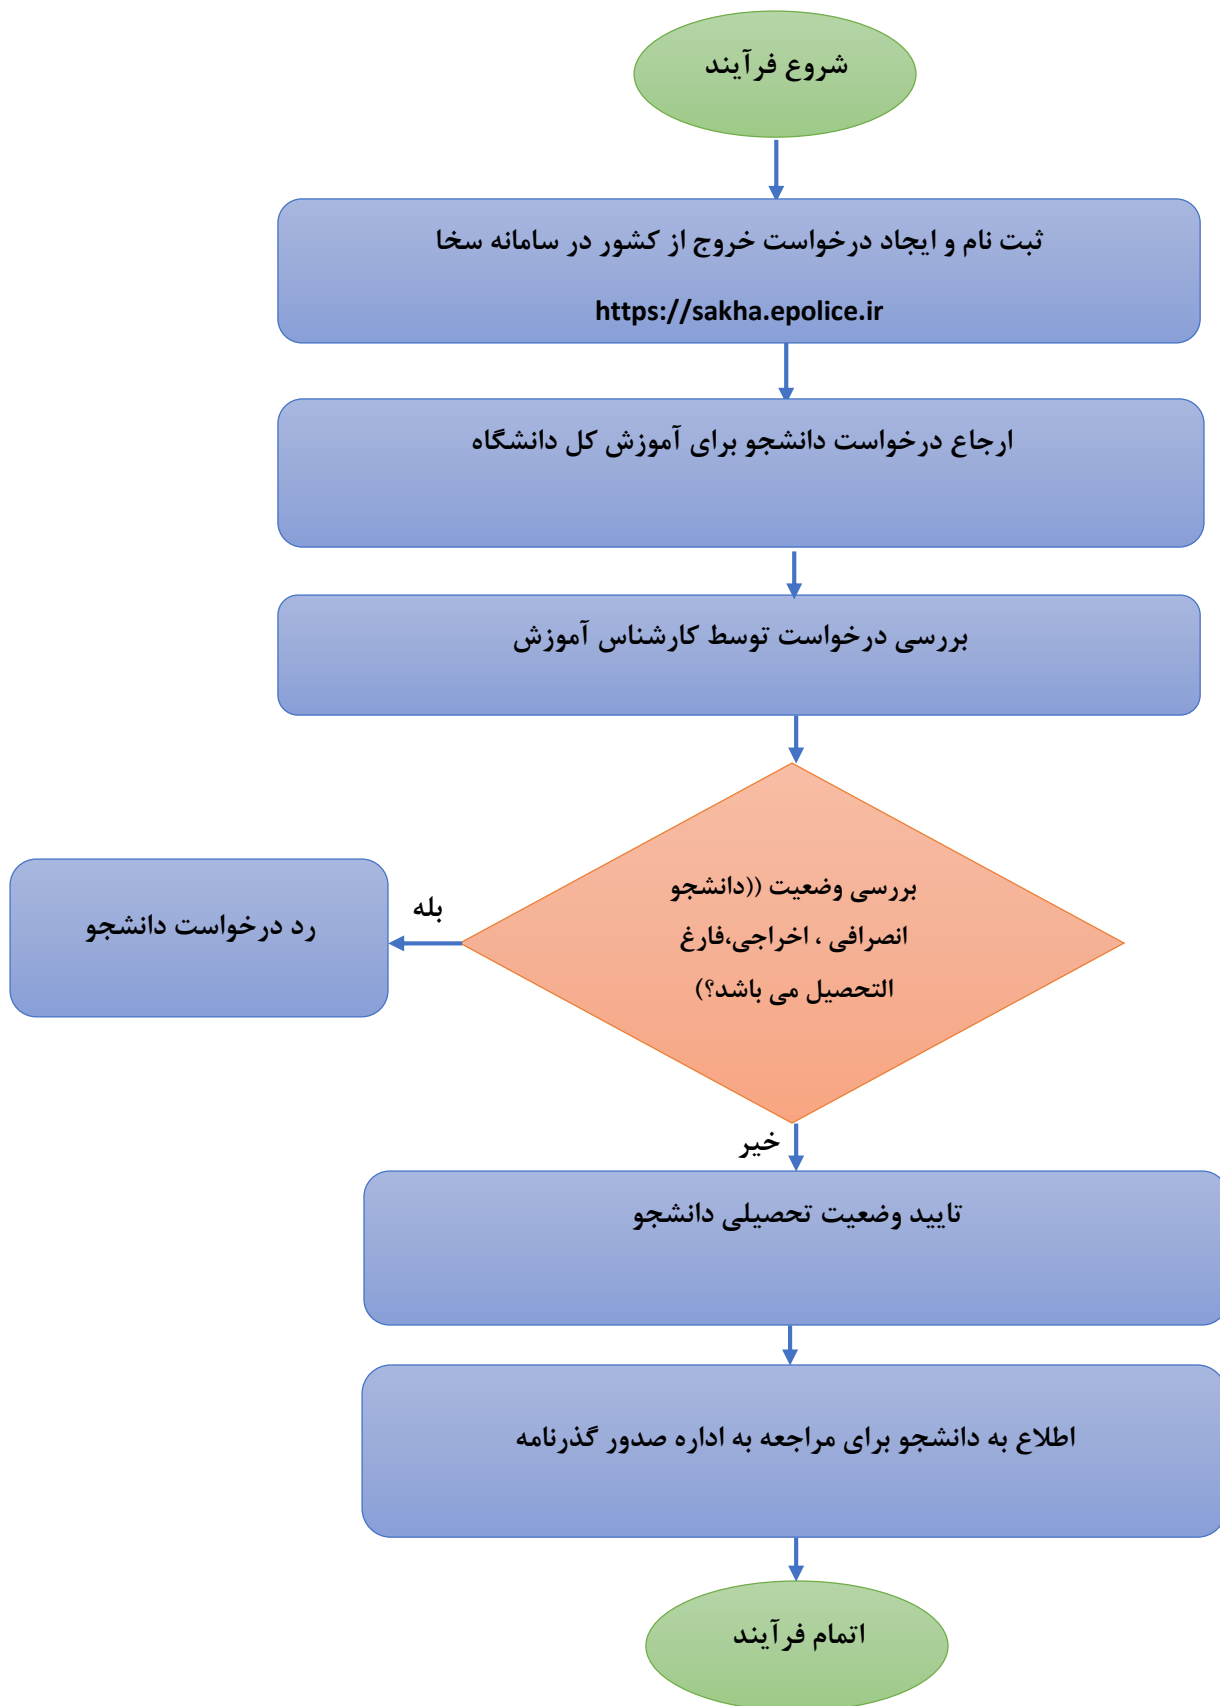 شروع فرآیند
ثبت نام و ایجاد درخواست خروج از کشور در سامانه سخا
https://sakha.epolice.ir
ارجاع درخواست دانشجو برای آموزش کل دانشگاه
بررسی درخواست توسط کارشناس آموزش
بررسی وضعیت ((دانشجو
انصرافی ، اخراجی،فارغ
التحصیل می باشد؟)
بله
رد درخواست دانشجو
خیر
تایید وضعیت تحصیلی دانشجو
اطلاع به دانشجو برای مراجعه به اداره صدور گذرنامه
اتمام فرآیند